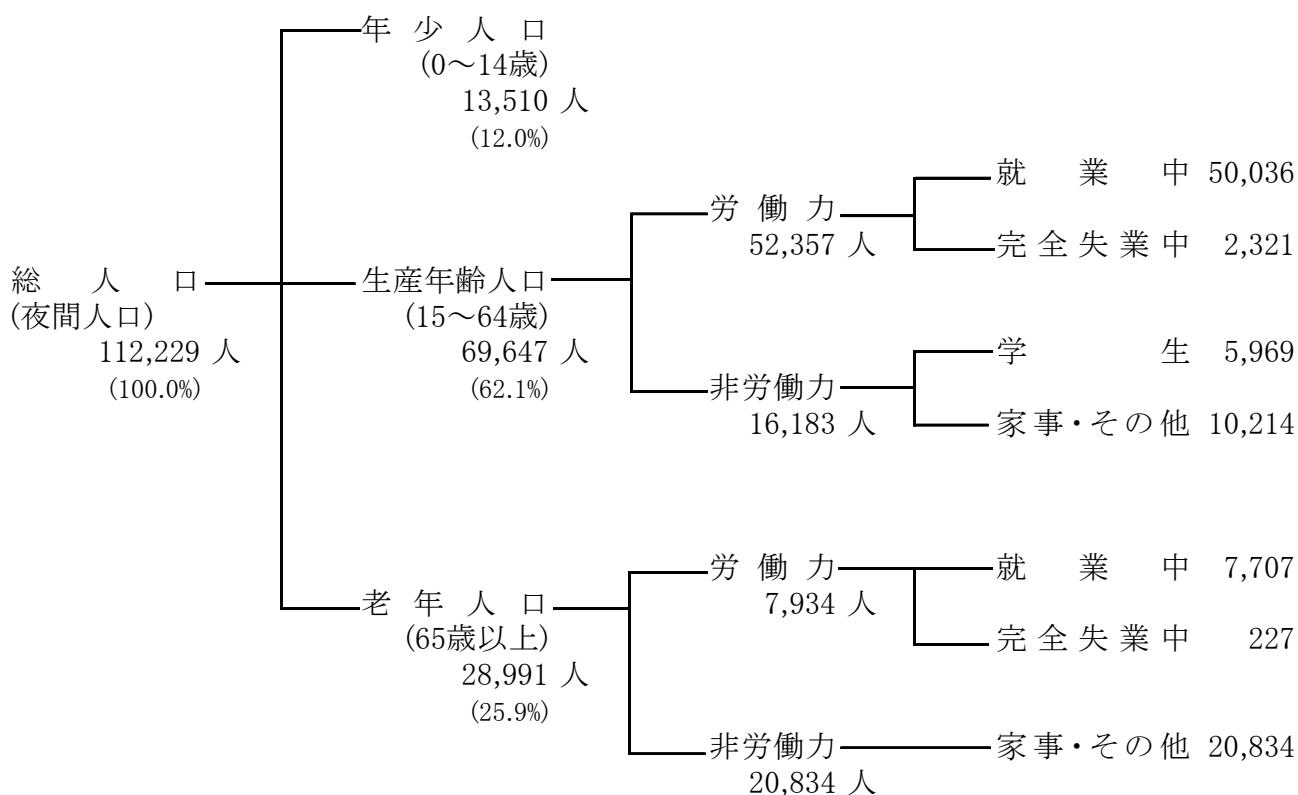 総人口
(夜間人口)
112,229 人
(100.0%)
年少人口
(0～14歳)
13,510 人
(12.0%)
生産年齢人口
(15～64歳)
69,647 人
(62.1%)
労働力
52,357 人
就業中 50,036
完全失業中 2,321
非労働力
16,183 人
学生 5,969
家事・その他 10,214
老年人口
(65歳以上)
28,991 人
(25.9%)
労働力
7,934 人
就業中 7,707
完全失業中 227
非労働力
20,834 人
家事・その他 20,834